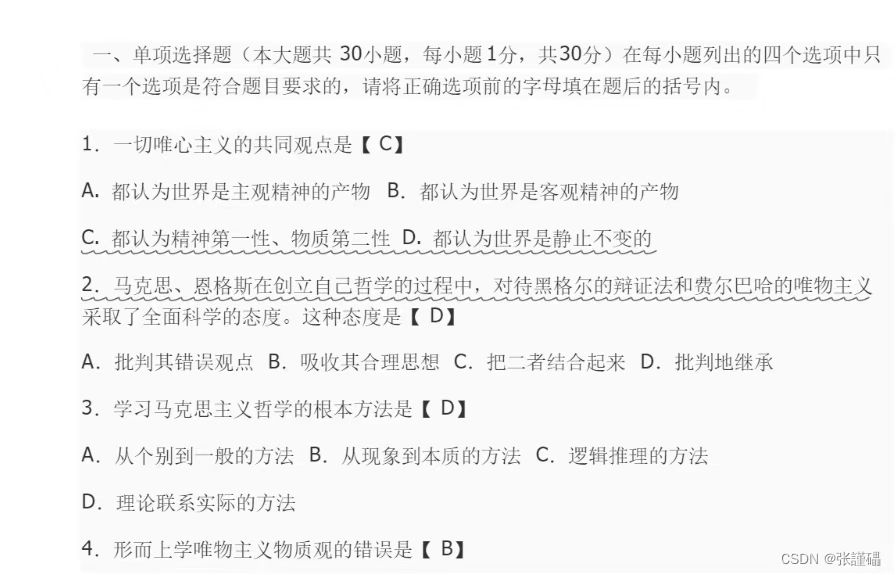 一、单项选择题（本大题共 30小题，每小题1分，共30分）在每小题列出的四个选项中只
有一个选项是符合题目要求的，请将正确选项前的字母填在题后的括号内。
1．一切唯心主义的共同观点是【 C】
A. 都认为世界是主观精神的产物 B．都认为世界是客观精神的产物
C. 都认为精神第一性、物质第二性 D. 都认为世界是静止不变的
2．马克思、恩格斯在创立自己哲学的过程中，对待黑格尔的辩证法和费尔巴哈的唯物主义
采取了全面科学的态度。这种态度是【 D】
A．批判其错误观点 B．吸收其合理思想 C．把二者结合起来 D．批判地继承
3．学习马克思主义哲学的根本方法是【 D】
A．从个别到一般的方法 B．从现象到本质的方法 C．逻辑推理的方法
D．理论联系实际的方法
4．形而上学唯物主义物质观的错误是【 B】
CSDN @张謹礧